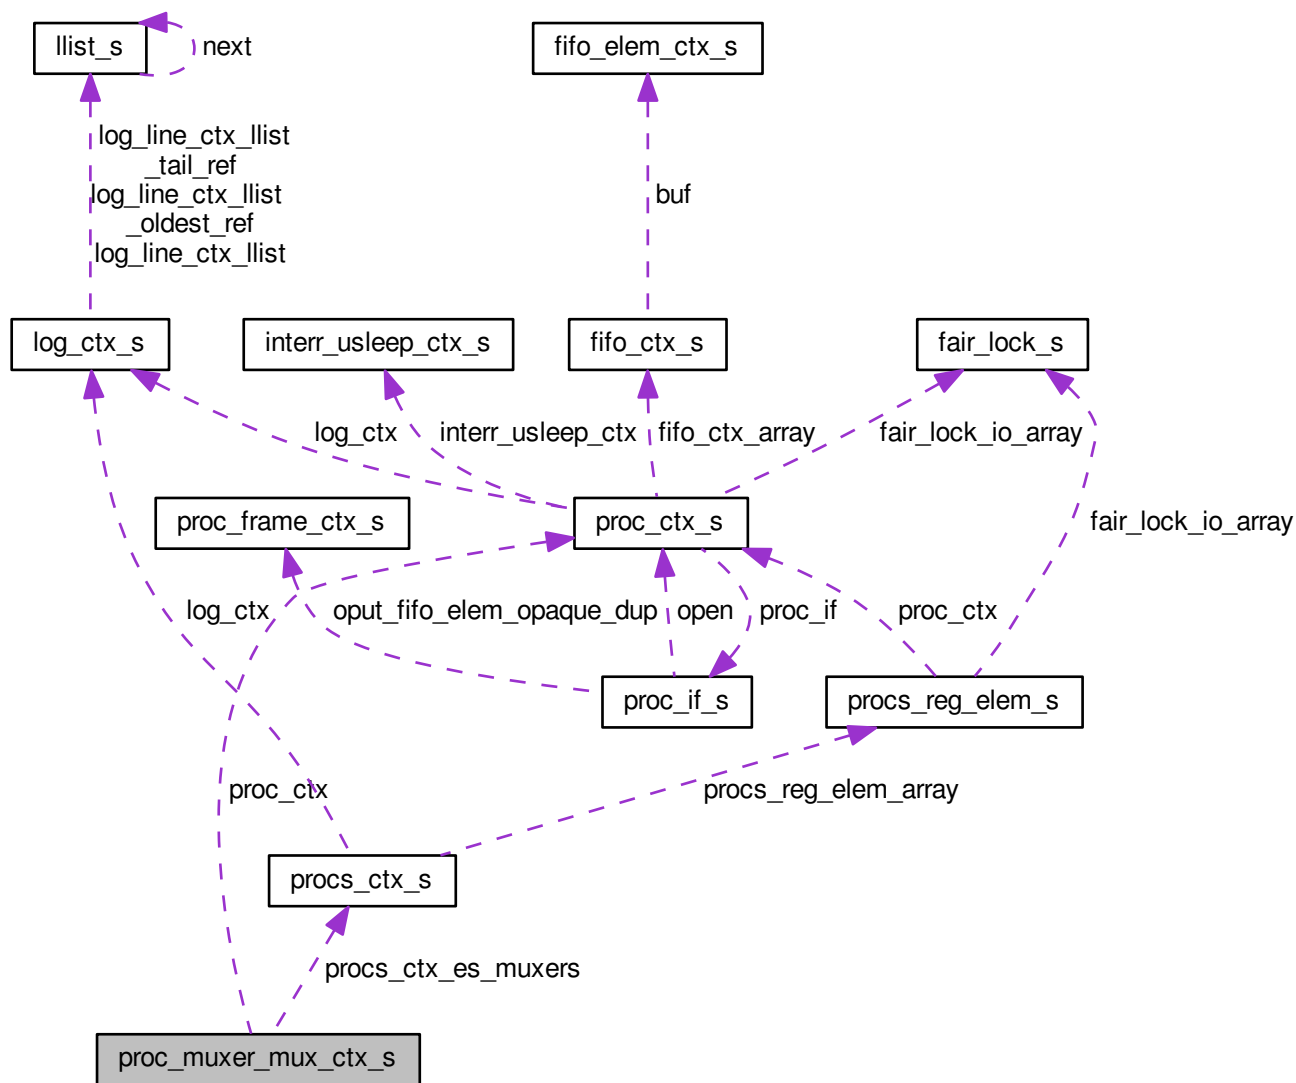 llist_s
next
fifo_elem_ctx_s
log_line_ctx_llist
_tail_ref
log_line_ctx_llist
_oldest_ref
log_line_ctx_llist
buf
log_ctx_s
interr_usleep_ctx_s
fifo_ctx_s
fair_lock_s
log_ctx
interr_usleep_ctx
fifo_ctx_array
fair_lock_io_array
proc_frame_ctx_s
proc_ctx_s
fair_lock_io_array
log_ctx
oput_fifo_elem_opaque_dup
open
proc_if
proc_ctx
proc_if_s
procs_reg_elem_s
proc_ctx
procs_reg_elem_array
procs_ctx_s
procs_ctx_es_muxers
proc_muxer_mux_ctx_s